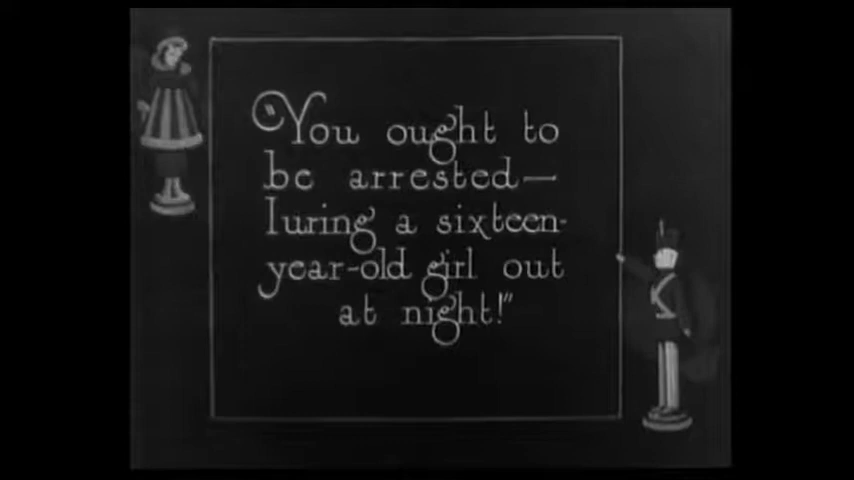 "You ought to
be arrested—
luring a sixteen-
year-old girl out
at night!"